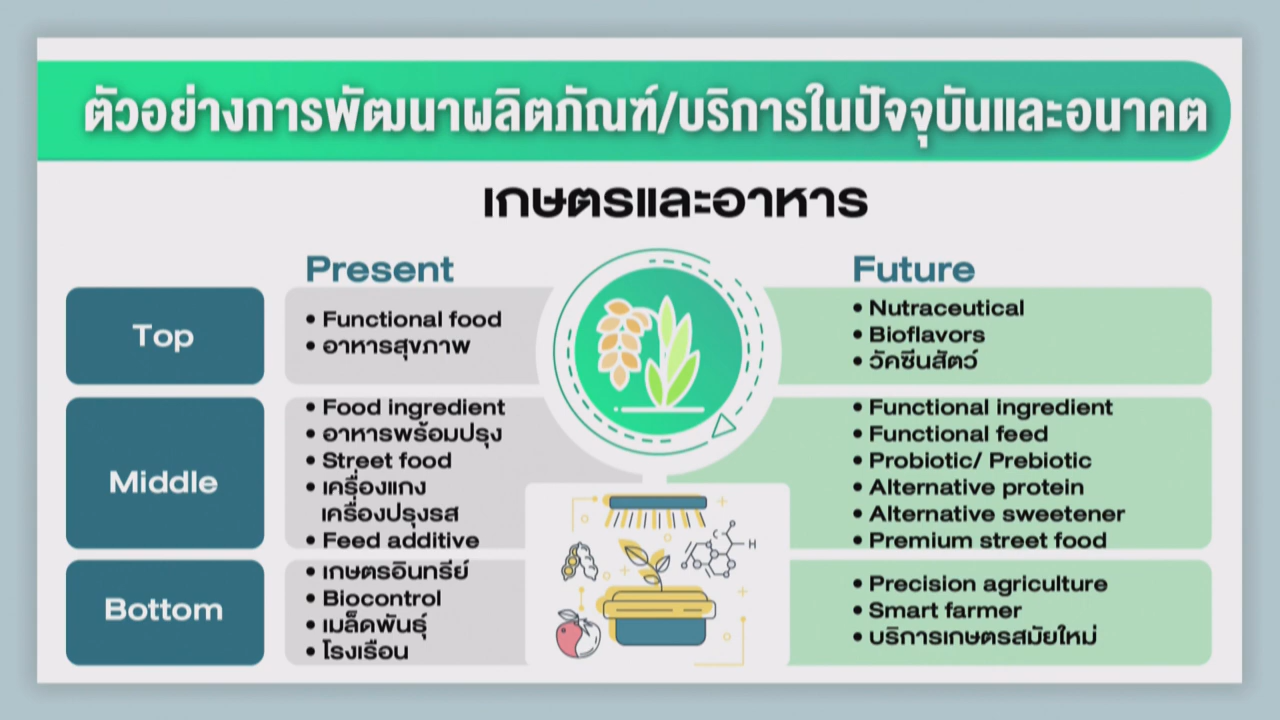 ตัวอย่างการพัฒนาผลิตภัณฑ์/บริการในปัจจุบันและอนาคต
เกษตรและอาหาร
Present
Future
Top
• Functional food
• อาหารสุขภาพ
• Nutraceutical
• Bioflavors
• วัคซีนสัตว์
Middle
• Food ingredient
• อาหารพร้อมปรุง
• Street food
• เครื่องแกง
เครื่องปรุงรส
• Feed additive
• Functional ingredient
• Functional feed
• Probiotic/ Prebiotic
• Alternative protein
• Alternative sweetener
• Premium street food
Bottom
• เกษตรอินทรีย์
• Biocontrol
• เมล็ดพันธุ์
• โรงเรือน
• Precision agriculture
• Smart farmer
• บริการเกษตรสมัยใหม่
C
H